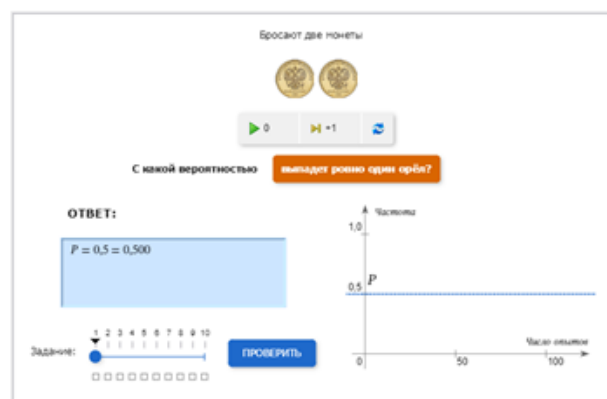 Бросают две монеты
0 +1
С какой вероятностью выпадет ровно один орёл?
ОТВЕТ:
P = 0,5 = 0,500
Задание:
1 2 3 4 5 6 7 8 9 10
ПРОВЕРИТЬ
Частота
1,0
0,5
P
Число опытов
0 50 100